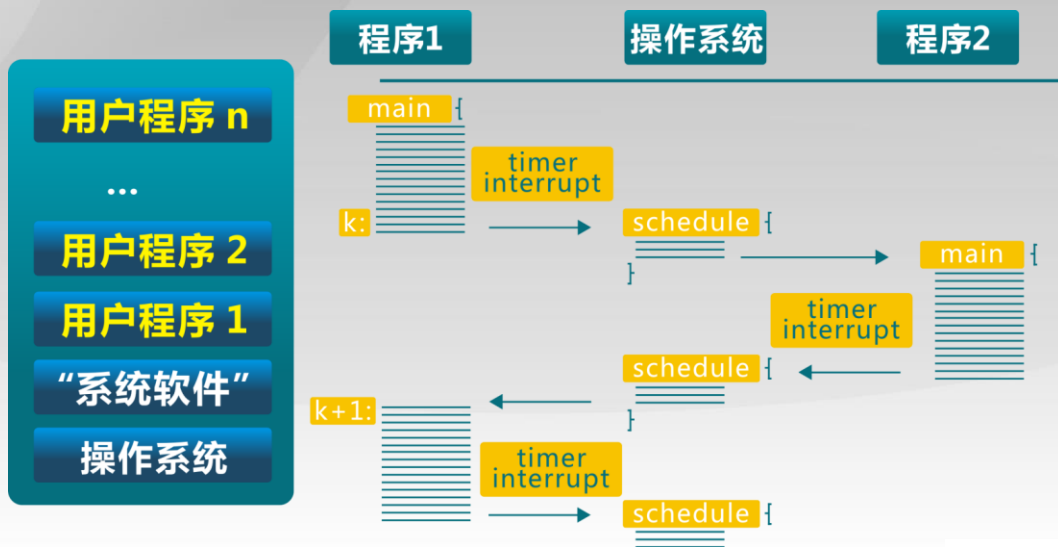 程序1
操作系统
程序2
用户程序 n
...
用户程序 2
用户程序 1
“系统软件”
操作系统
main {
timer
interrupt
k:
schedule {
}
main {
timer
interrupt
schedule {
}
k+1:
timer
interrupt
schedule {